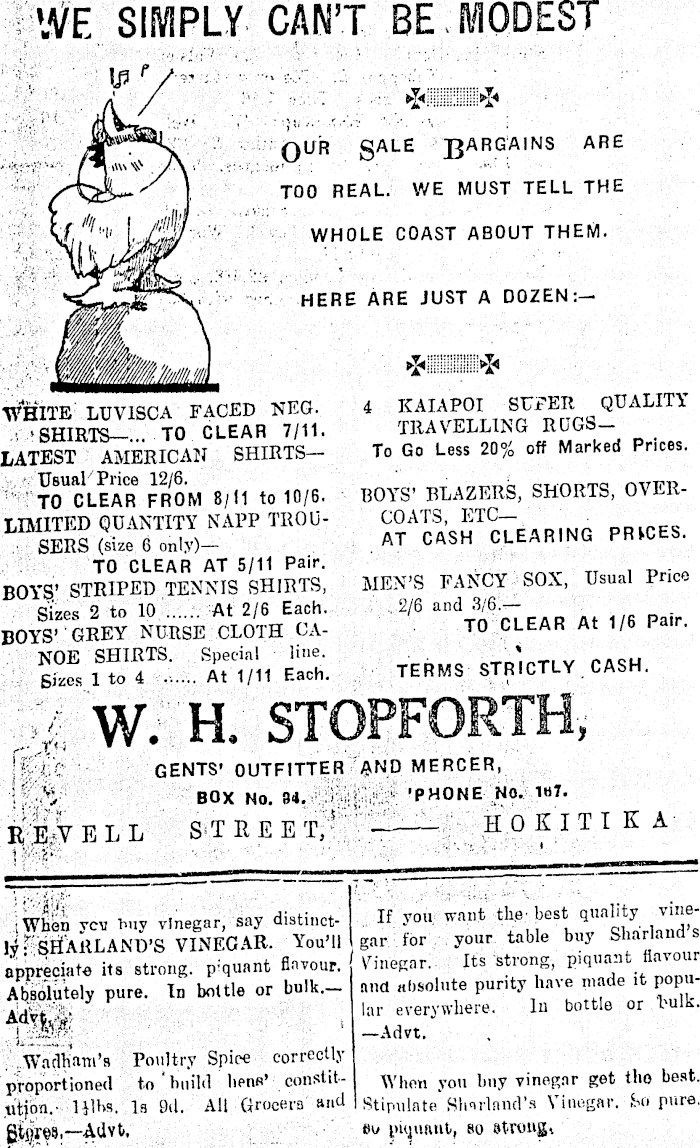 WE SIMPLY CAN'T BE MODEST
OUR SALE BARGAINS ARE
TOO REAL. WE MUST TELL THE
WHOLE COAST ABOUT THEM.
HERE ARE JUST A DOZEN:—
WHITE LUVISCA FACED NEG.
SHIRTS—... TO CLEAR 7/11.
LATEST AMERICAN SHIRTS—
Usual Price 12/6.
TO CLEAR FROM 8/11 to 10/6.
LIMITED QUANTITY NAPP TROU-
SERS (size 6 only)—
TO CLEAR AT 5/11 Pair.
BOYS' STRIPED TENNIS SHIRTS,
Sizes 2 to 10 ...... At 2/6 Each.
BOYS' GREY NURSE CLOTH CA-
NOE SHIRTS. Special line.
Sizes 1 to 4 ...... At 1/11 Each.
4 KAIAPOI SUPER QUALITY
TRAVELLING RUGS—
To Go Less 20% off Marked Prices.
BOYS' BLAZERS, SHORTS, OVER-
COATS, ETC—
AT CASH CLEARING PRICES.
MEN'S FANCY SOX, Usual Price
2/6 and 3/6.—
TO CLEAR At 1/6 Pair.
TERMS STRICTLY CASH.
W. H. STOPFORTH,
GENTS' OUTFITTER AND MERCER,
BOX No. 94. 'PHONE No. 167.
REVELL STREET, —— HOKITIKA
When you buy vinegar, say distinct-
ly: SHARLAND'S VINEGAR. You'll
appreciate its strong. piquant flavour.
Absolutely pure. In bottle or bulk.—
Advt.
Wadham's Poultry Spice correctly
proportioned to build hens' constit-
ution. 1½lbs. 1s 9d. All Grocers and
Stores.—Advt.
If you want the best quality vine-
gar for your table buy Sharland's
Vinegar. Its strong, piquant flavour
and absolute purity have made it popu-
lar everywhere. In bottle or bulk.
—Advt.
When you buy vinegar get the best.
Stipulate Sharland's Vinegar. So pure.
so piquant, so strong.